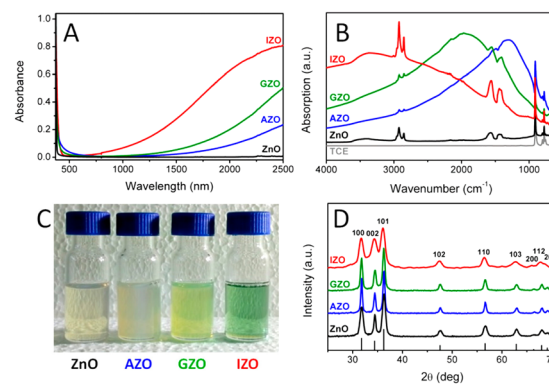 A
IZO
GZO
AZO
ZnO
Absorbance
0.8
0.6
0.4
0.2
0.0
500
1000
1500
2000
2500
Wavelength (nm)
B
IZO
GZO
AZO
ZnO
TCE
Absorption (a.u.)
4000
3000
2000
1000
Wavenumber (cm-1)
C
ZnO
AZO
GZO
IZO
D
100
002
101
102
110
103
200
112
IZO
GZO
AZO
ZnO
Intensity (a.u.)
30
40
50
60
70
2θ (deg)